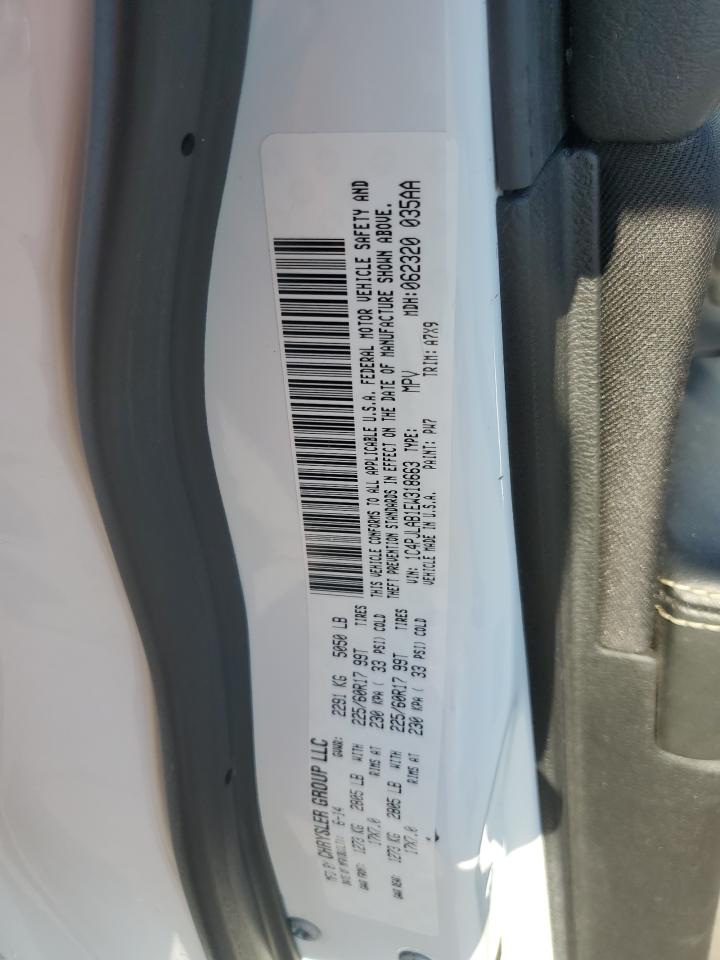 MFD BY CHRYSLER GROUP LLC
DATE OF MFR 6-14 GVWR: 2291 KG 5050 LB
GAWR FRONT: 1273 KG 2805 LB WITH 225/60R17 99T TIRES
17X7.0 RIMS AT 230 KPA ( 33 PSI) COLD
GAWR REAR: 1273 KG 2805 LB WITH 225/60R17 99T TIRES
17X7.0 RIMS AT 230 KPA ( 33 PSI) COLD
THIS VEHICLE CONFORMS TO ALL APPLICABLE U.S.A. FEDERAL MOTOR VEHICLE SAFETY AND
THEFT PREVENTION STANDARDS IN EFFECT ON THE DATE OF MANUFACTURE SHOWN ABOVE.
VIN: 1C4PJLAB1EW318663 TYPE: MPV MDH:062320 035AA
VEHICLE MADE IN U.S.A. PAINT: PW7 TRIM: A7X9